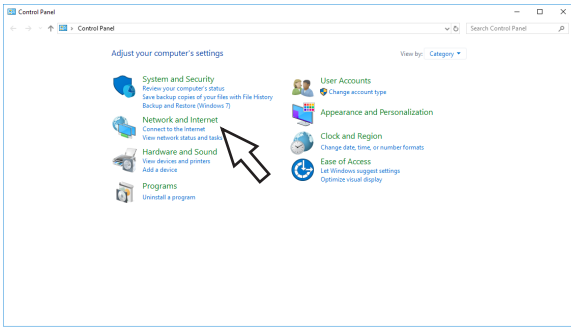 Control Panel
Control Panel
Search Control Panel
Adjust your computer's settings
View by: Category
System and Security
Review your computer's status
Save backup copies of your files with File History
Backup and Restore (Windows 7)
Network and Internet
Connect to the Internet
View network status and tasks
Hardware and Sound
View devices and printers
Add a device
Programs
Uninstall a program
User Accounts
Change account type
Appearance and Personalization
Clock and Region
Change date, time, or number formats
Ease of Access
Let Windows suggest settings
Optimize visual display